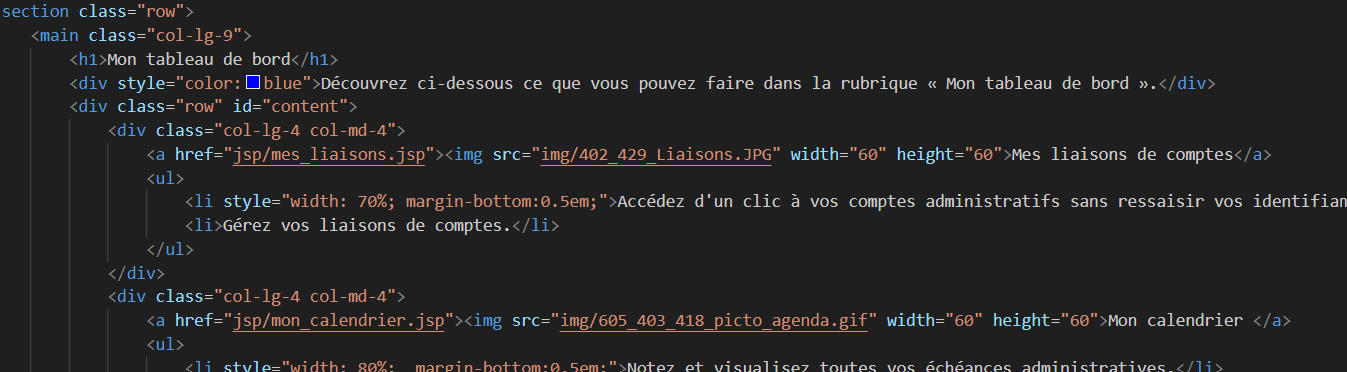 section class="row">
<main class="col-lg-9">
<h1>Mon tableau de bord</h1>
<div style="color:blue">Découvrez ci-dessous ce que vous pouvez faire dans la rubrique « Mon tableau de bord ».</div>
<div class="row" id="content">
<div class="col-lg-4 col-md-4">
<a href="jsp/mes_liaisons.jsp"><img src="img/402_429_Liaisons.JPG" width="60" height="60">Mes liaisons de comptes</a>
<ul>
<li style="width: 70%; margin-bottom:0.5em;">Accédez d'un clic à vos comptes administratifs sans ressaisir vos identifian
<li>Gérez vos liaisons de comptes.</li>
</ul>
</div>
<div class="col-lg-4 col-md-4">
<a href="jsp/mon_calendrier.jsp"><img src="img/605_403_418_picto_agenda.gif" width="60" height="60">Mon calendrier </a>
<ul>
<li style="width: 80%;  margin-bottom:0.5em;">Notez et visualisez toutes vos échéances administratives.</li>